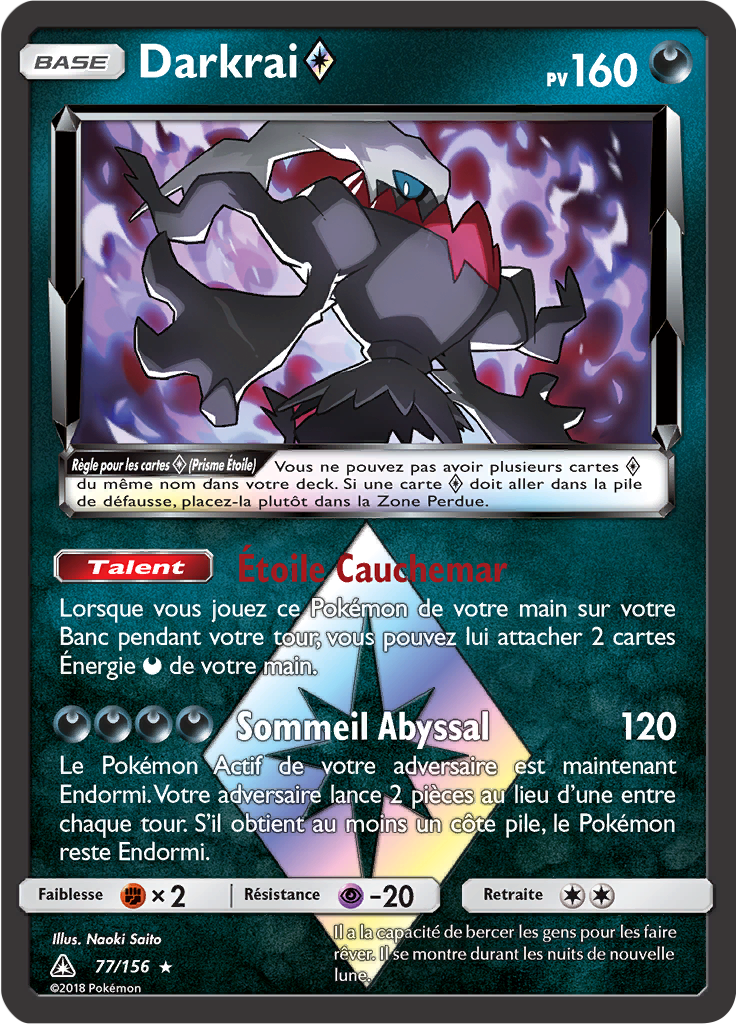 BASE
Darkrai
PV160
Règle pour les cartes (Prisme Étoile) Vous ne pouvez pas avoir plusieurs cartes
du même nom dans votre deck. Si une carte doit aller dans la pile
de défausse, placez-la plutôt dans la Zone Perdue.
Talent Étoile Cauchemar
Lorsque vous jouez ce Pokémon de votre main sur votre
Banc pendant votre tour, vous pouvez lui attacher 2 cartes
Énergie de votre main.
Sommeil Abyssal 120
Le Pokémon Actif de votre adversaire est maintenant
Endormi. Votre adversaire lance 2 pièces au lieu d'une entre
chaque tour. S'il obtient au moins un côte pile, le Pokémon
reste Endormi.
Faiblesse ×2 Résistance -20 Retraite
Illus. Naoki Saito
77/156 ★
©2018 Pokémon
Il a la capacité de bercer les gens pour les faire
rêver. Il se montre durant les nuits de nouvelle
lune.